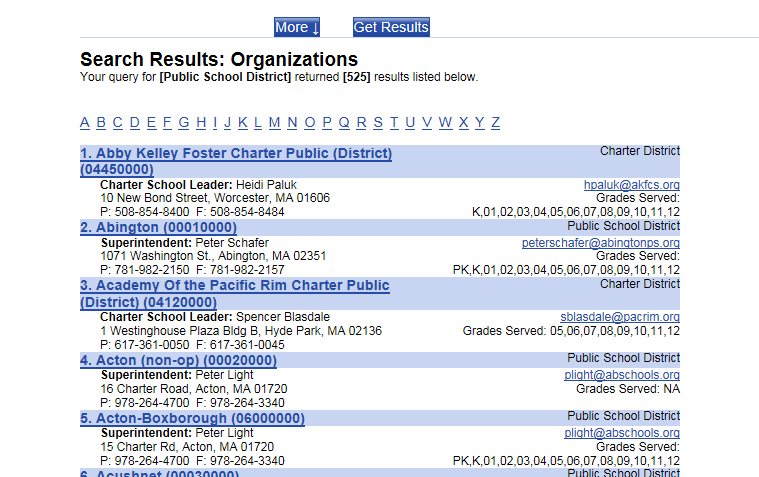 More ↓ Get Results
Search Results: Organizations
Your query for [Public School District] returned [525] results listed below.
A B C D E F G H I J K L M N O P Q R S T U V W X Y Z
1. Abby Kelley Foster Charter Public (District) Charter District
(04450000)
Charter School Leader: Heidi Paluk hpaluk@akfcs.org
10 New Bond Street, Worcester, MA 01606 Grades Served:
P: 508-854-8400 F: 508-854-8484 K,01,02,03,04,05,06,07,08,09,10,11,12
2. Abington (00010000) Public School District
Superintendent: Peter Schafer peterschafer@abingtonps.org
1071 Washington St., Abington, MA 02351 Grades Served:
P: 781-982-2150 F: 781-982-2157 PK,K,01,02,03,04,05,06,07,08,09,10,11,12
3. Academy Of the Pacific Rim Charter Public Charter District
(District) (04120000)
Charter School Leader: Spencer Blasdale sblasdale@pacrim.org
1 Westinghouse Plaza Bldg B, Hyde Park, MA 02136 Grades Served: 05,06,07,08,09,10,11,12
P: 617-361-0050 F: 617-361-0045
4. Acton (non-op) (00020000) Public School District
Superintendent: Peter Light plight@abschools.org
16 Charter Road, Acton, MA 01720 Grades Served: NA
P: 978-264-4700 F: 978-264-3340
5. Acton-Boxborough (06000000) Public School District
Superintendent: Peter Light plight@abschools.org
15 Charter Rd, Acton, MA 01720 Grades Served:
P: 978-264-4700 F: 978-264-3340 PK,K,01,02,03,04,05,06,07,08,09,10,11,12
6. Acushnet (00030000) Public School District